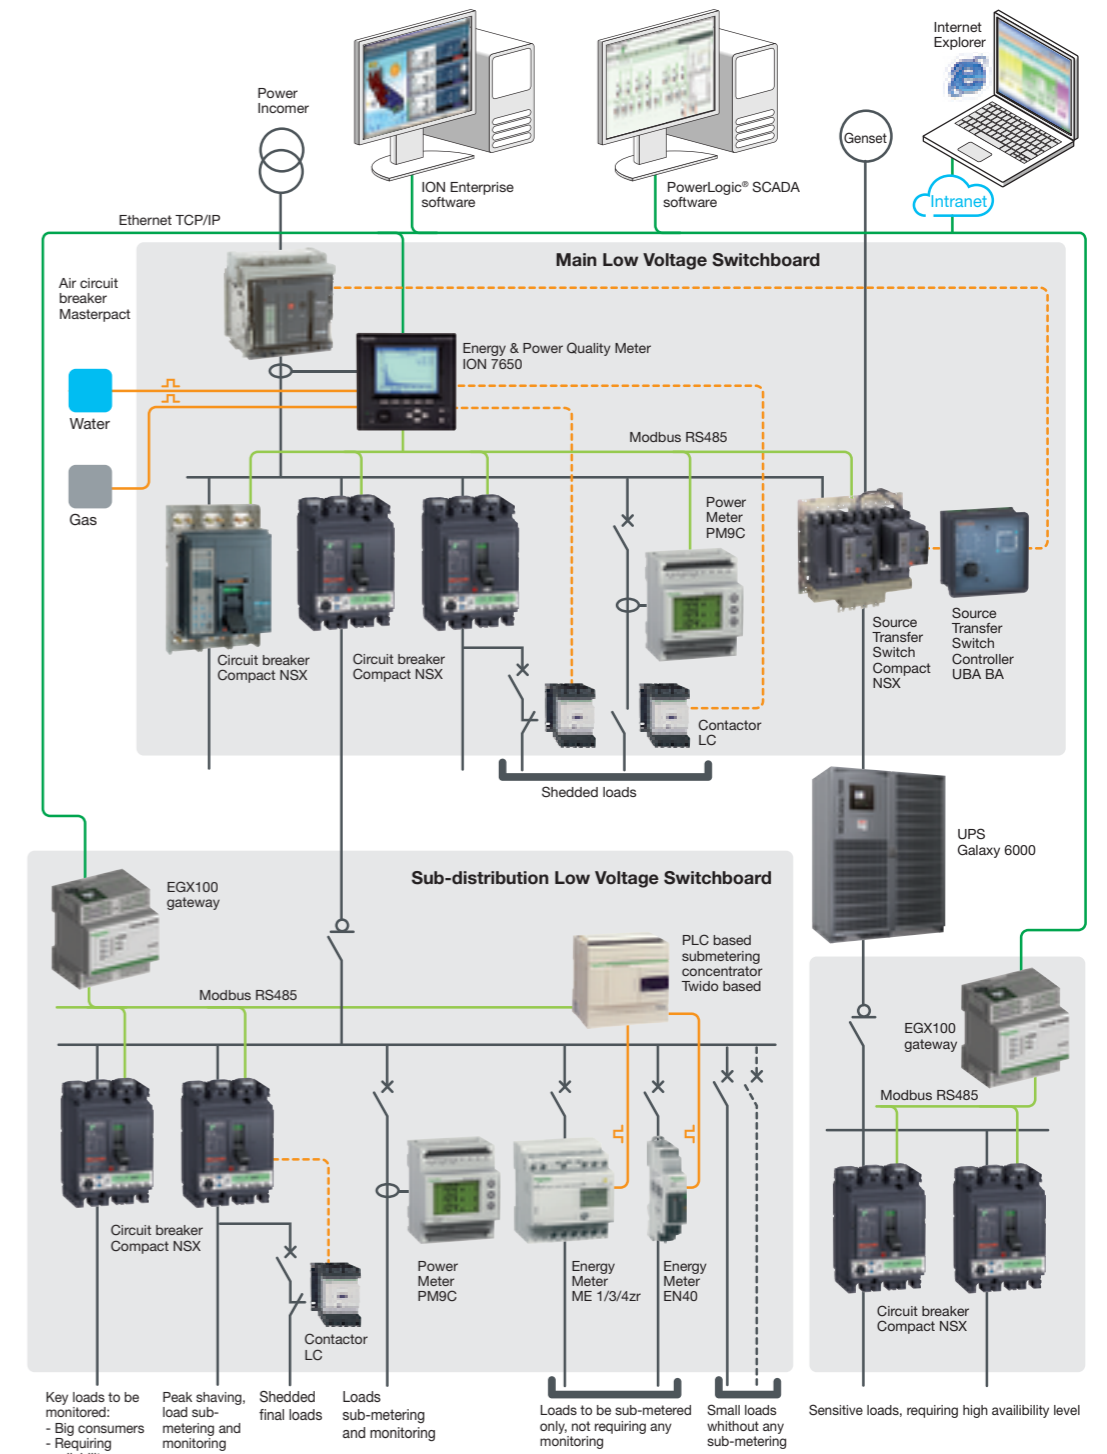 Internet
Explorer
Power
Incomer
Genset
ION Enterprise
software
PowerLogic® SCADA
software
Intranet
Ethernet TCP/IP
Main Low Voltage Switchboard
Air circuit
breaker
Masterpact
Energy & Power Quality Meter
ION 7650
Water
Modbus RS485
Gas
Power
Meter
PM9C
Source
Transfer
Switch
Compact
NSX
Source
Transfer
Switch
Controller
UBA BA
Circuit breaker
Compact NSX
Circuit breaker
Compact NSX
Contactor
LC
Shedded loads
UPS
Galaxy 6000
Sub-distribution Low Voltage Switchboard
EGX100
gateway
PLC based
submetering
concentrator
Twido based
Modbus RS485
EGX100
gateway
Modbus RS485
Circuit breaker
Compact NSX
Power
Meter
PM9C
Energy
Meter
ME 1/3/4zr
Energy
Meter
EN40
Circuit breaker
Compact NSX
Contactor
LC
Key loads to be
monitored:
- Big consumers
- Requiring
Peak shaving,
load sub-
metering and
monitoring
Shedded
final loads
Loads
sub-metering
and monitoring
Loads to be sub-metered
only, not requiring any
monitoring
Small loads
whithout any
sub-metering
Sensitive loads, requiring high availibility level